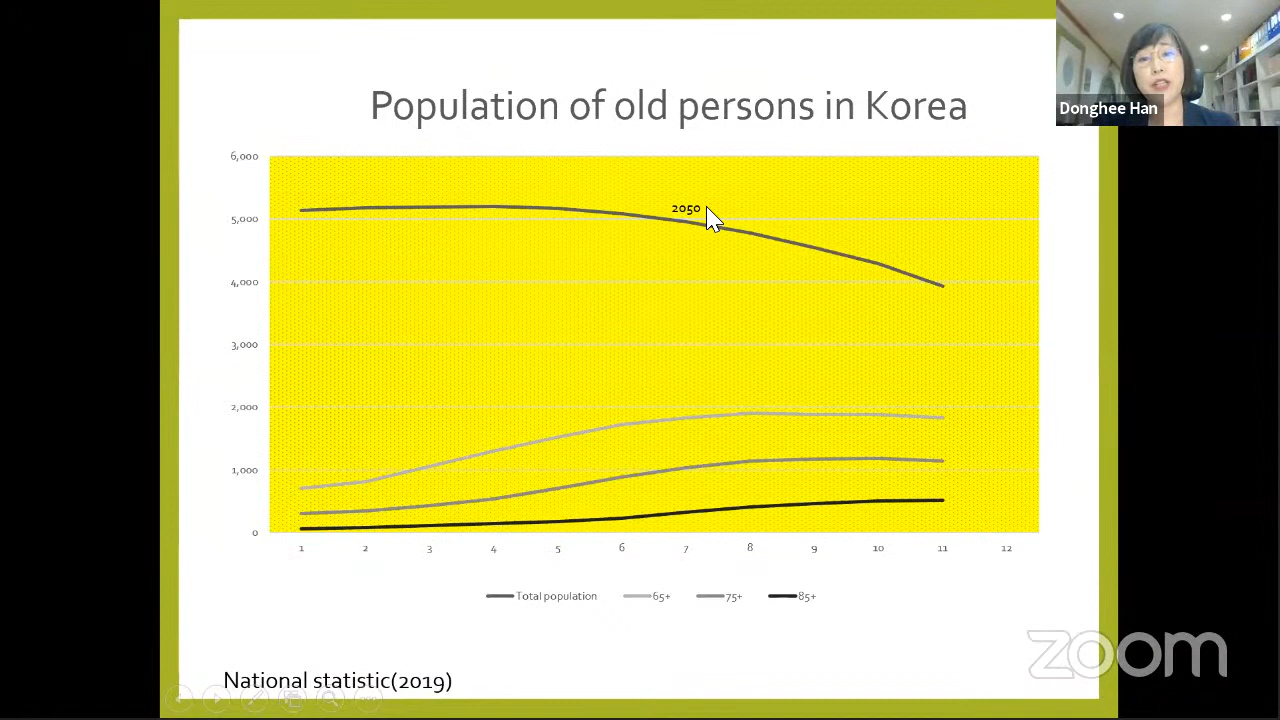 Population of old persons in Korea
Donghee Han
6,000
5,000
4,000
3,000
2,000
1,000
0
2050
1 2 3 4 5 6 7 8 9 10 11 12
Total population 65+ 75+ 85+
National statistic(2019)
zoom